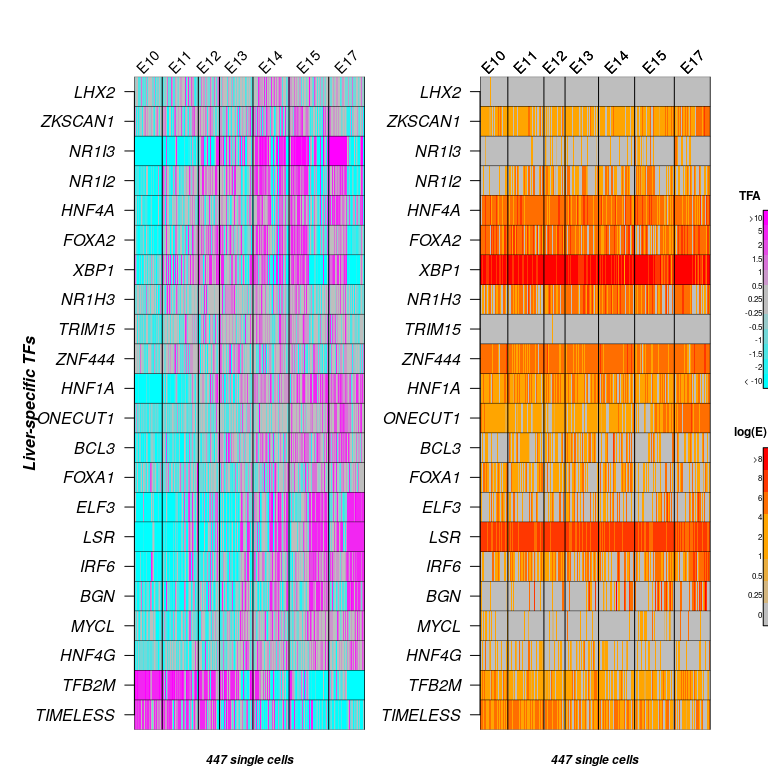 E10 E11 E12 E13 E14 E15 E17
E10 E11 E12 E13 E14 E15 E17
Liver-specific TFs
LHX2
ZKSCAN1
NR1I3
NR1I2
HNF4A
FOXA2
XBP1
NR1H3
TRIM15
ZNF444
HNF1A
ONECUT1
BCL3
FOXA1
ELF3
LSR
IRF6
BGN
MYCL
HNF4G
TFB2M
TIMELESS
447 single cells
LHX2
ZKSCAN1
NR1I3
NR1I2
HNF4A
FOXA2
XBP1
NR1H3
TRIM15
ZNF444
HNF1A
ONECUT1
BCL3
FOXA1
ELF3
LSR
IRF6
BGN
MYCL
HNF4G
TFB2M
TIMELESS
447 single cells
TFA
>10
5
2
1.5
1
0.5
0.25
-0.25
-0.5
-1
-1.5
-2
< -10
log(E)
>8
8
6
4
2
1
0.5
0.25
0